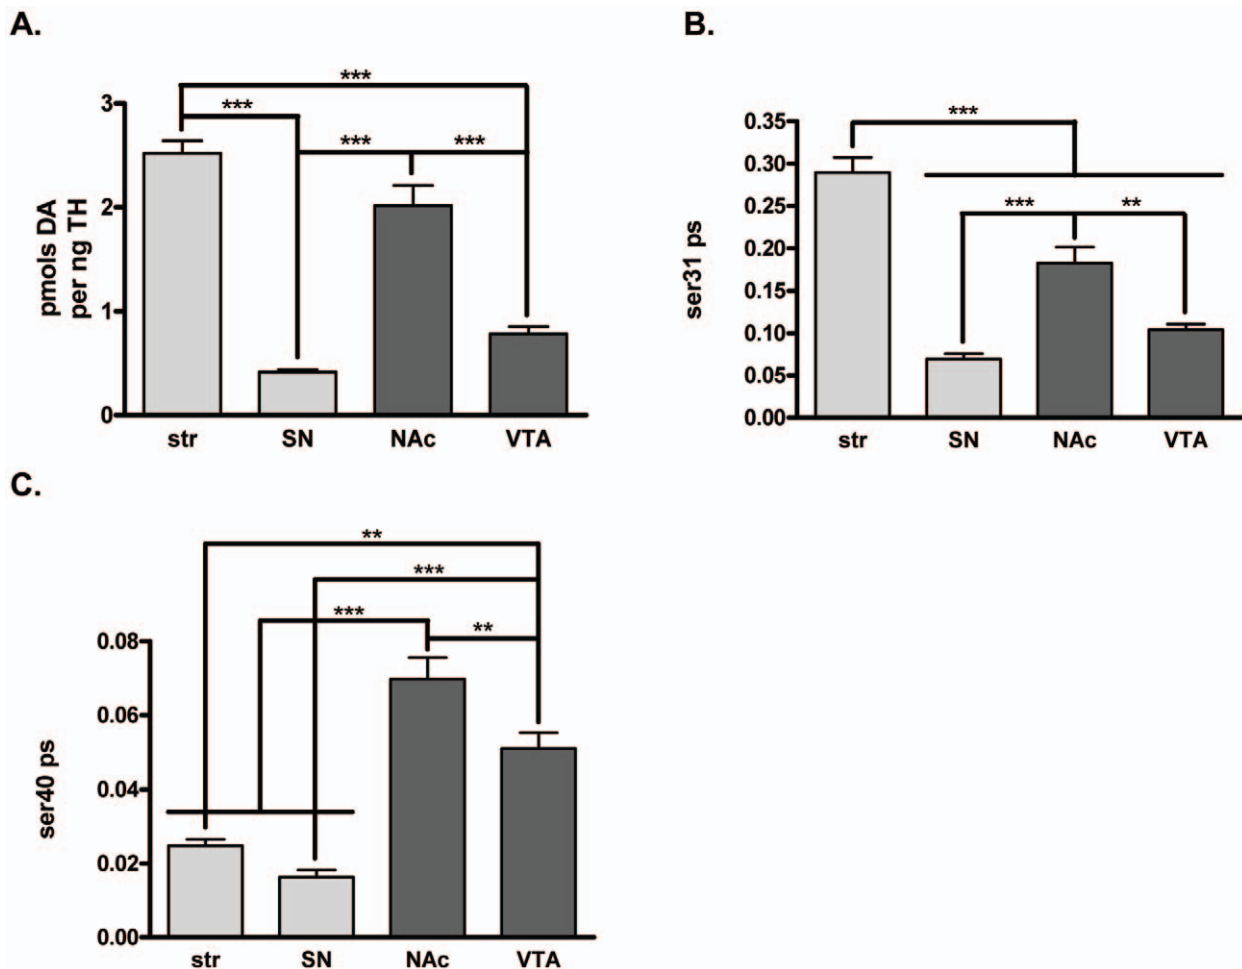 A.
***
***
***
***
3
2
1
0
pmols DA
per ng TH
str SN NAc VTA
B.
***
***
**
0.35
0.30
0.25
0.20
0.15
0.10
0.05
0.00
ser31 ps
str SN NAc VTA
C.
**
***
***
**
0.08
0.06
0.04
0.02
0.00
ser40 ps
str SN NAc VTA